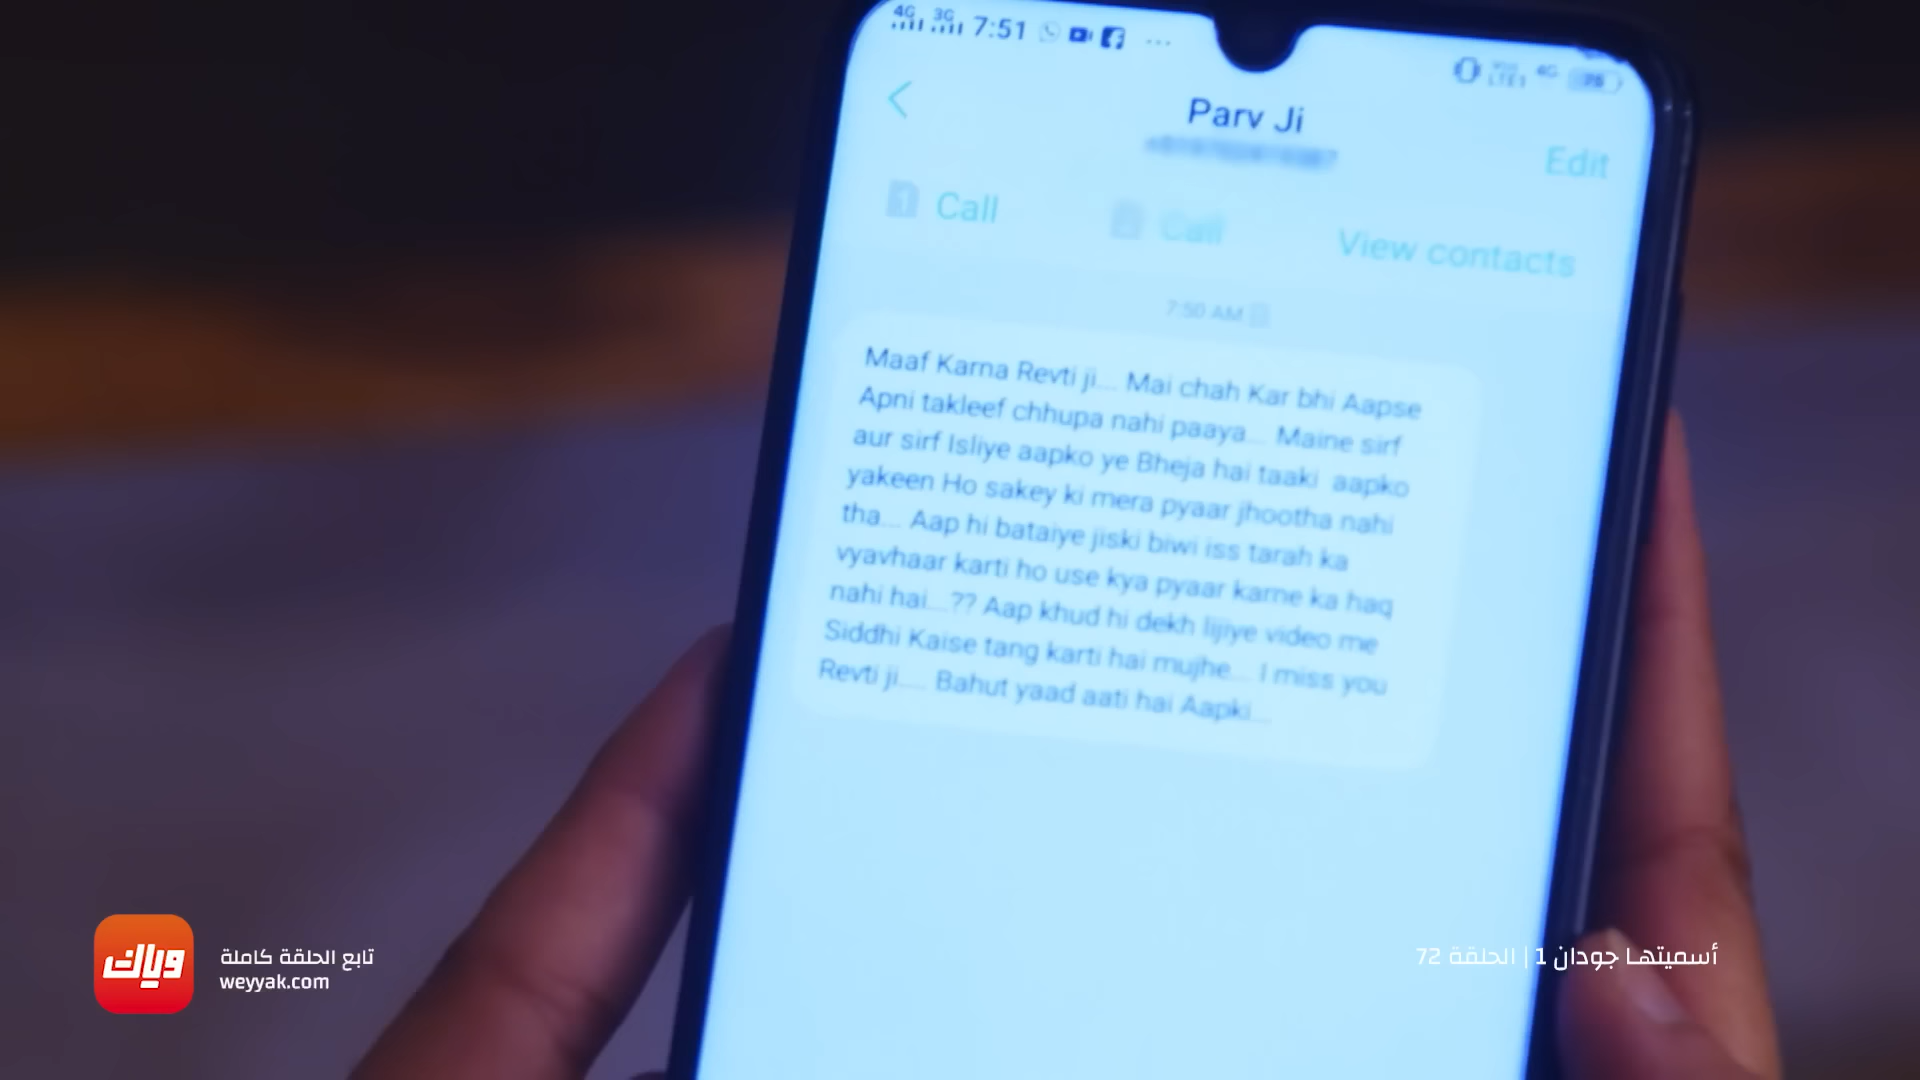 4G 3G 7:51
4G
Parv Ji
Edit
Call
Call
View contacts
7:50 AM
Maaf Karna Revti ji.... Mai chah Kar bhi Aapse
Apni takleef chhupa nahi paaya.... Maine sirf
aur sirf Isliye aapko ye Bheja hai taaki aapko
yakeen Ho sakey ki mera pyaar jhootha nahi
tha.... Aap hi bataiye jiski biwi iss tarah ka
vyavhaar karti ho use kya pyaar karne ka haq
nahi hai....?? Aap khud hi dekh lijiye video me
Siddhi Kaise tang karti hai mujhe.... I miss you
Revti ji..... Bahut yaad aati hai Aapki....
وياك
تابع الحلقة كاملة
weyyak.com
أسميتها جودان 1 | الحلقة 72